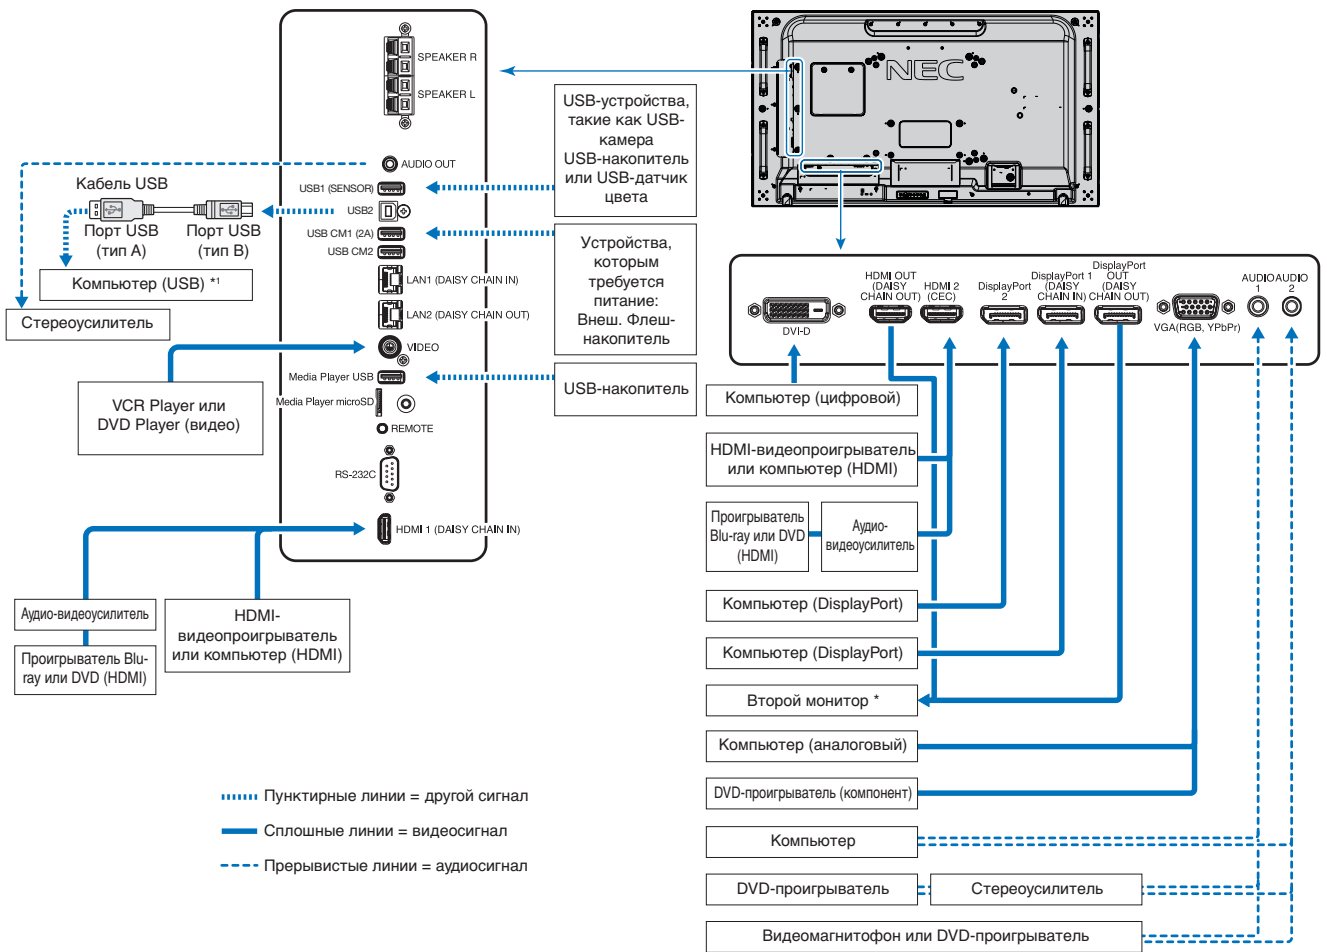 SPEAKER R
SPEAKER L
AUDIO OUT
USB1 (SENSOR)
USB2
USB CM1 (2A)
USB CM2
LAN1 (DAISY CHAIN IN)
LAN2 (DAISY CHAIN OUT)
VIDEO
Media Player USB
Media Player microSD
REMOTE
RS-232C
HDMI 1 (DAISY CHAIN IN)
Кабель USB
Порт USB
(тип A)
Порт USB
(тип B)
Компьютер (USB) *1
Стереоусилитель
VCR Player или
DVD Player (видео)
Аудио-видеоусилитель
Проигрыватель Blu-
ray или DVD (HDMI)
HDMI-
видеопроигрыватель
или компьютер (HDMI)
USB-устройства,
такие как USB-
камера
USB-накопитель
или USB-датчик
цвета
Устройства,
которым
требуется
питание:
Внеш. Флеш-
накопитель
USB-накопитель
NEC
DVI-D
HDMI OUT
(DAISY
CHAIN OUT)
HDMI 2
(CEC)
DisplayPort
2
DisplayPort 1
(DAISY
CHAIN IN)
DisplayPort
OUT
(DAISY
CHAIN OUT)
VGA(RGB, YPbPr)
AUDIO
1
AUDIO
2
Компьютер (цифровой)
HDMI-видеопроигрыватель
или компьютер (HDMI)
Проигрыватель
Blu-ray или DVD
(HDMI)
Аудио-
видеоусилитель
Компьютер (DisplayPort)
Компьютер (DisplayPort)
Второй монитор *
Компьютер (аналоговый)
DVD-проигрыватель (компонент)
Компьютер
DVD-проигрыватель
Стереоусилитель
Видеомагнитофон или DVD-проигрыватель
Пунктирные линии = другой сигнал
Сплошные линии = видеосигнал
Прерывистые линии = аудиосигнал